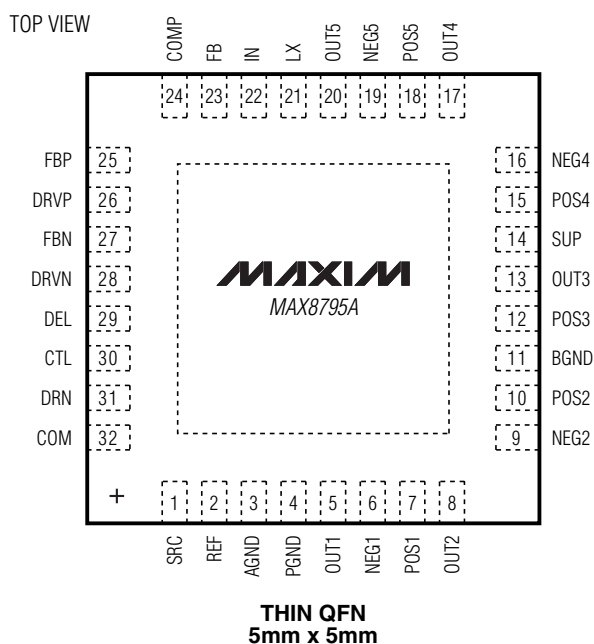 TOP VIEW
COMP FB IN LX OUT5 NEG5 POS5 OUT4
24 23 22 21 20 19 18 17
FBP 25
DRVP 26
FBN 27
DRVN 28
DEL 29
CTL 30
DRN 31
COM 32
16 NEG4
15 POS4
14 SUP
13 OUT3
12 POS3
11 BGND
10 POS2
9 NEG2
MAXIM
MAX8795A
+
1 2 3 4 5 6 7 8
SRC REF AGND PGND OUT1 NEG1 POS1 OUT2
THIN QFN
5mm x 5mm